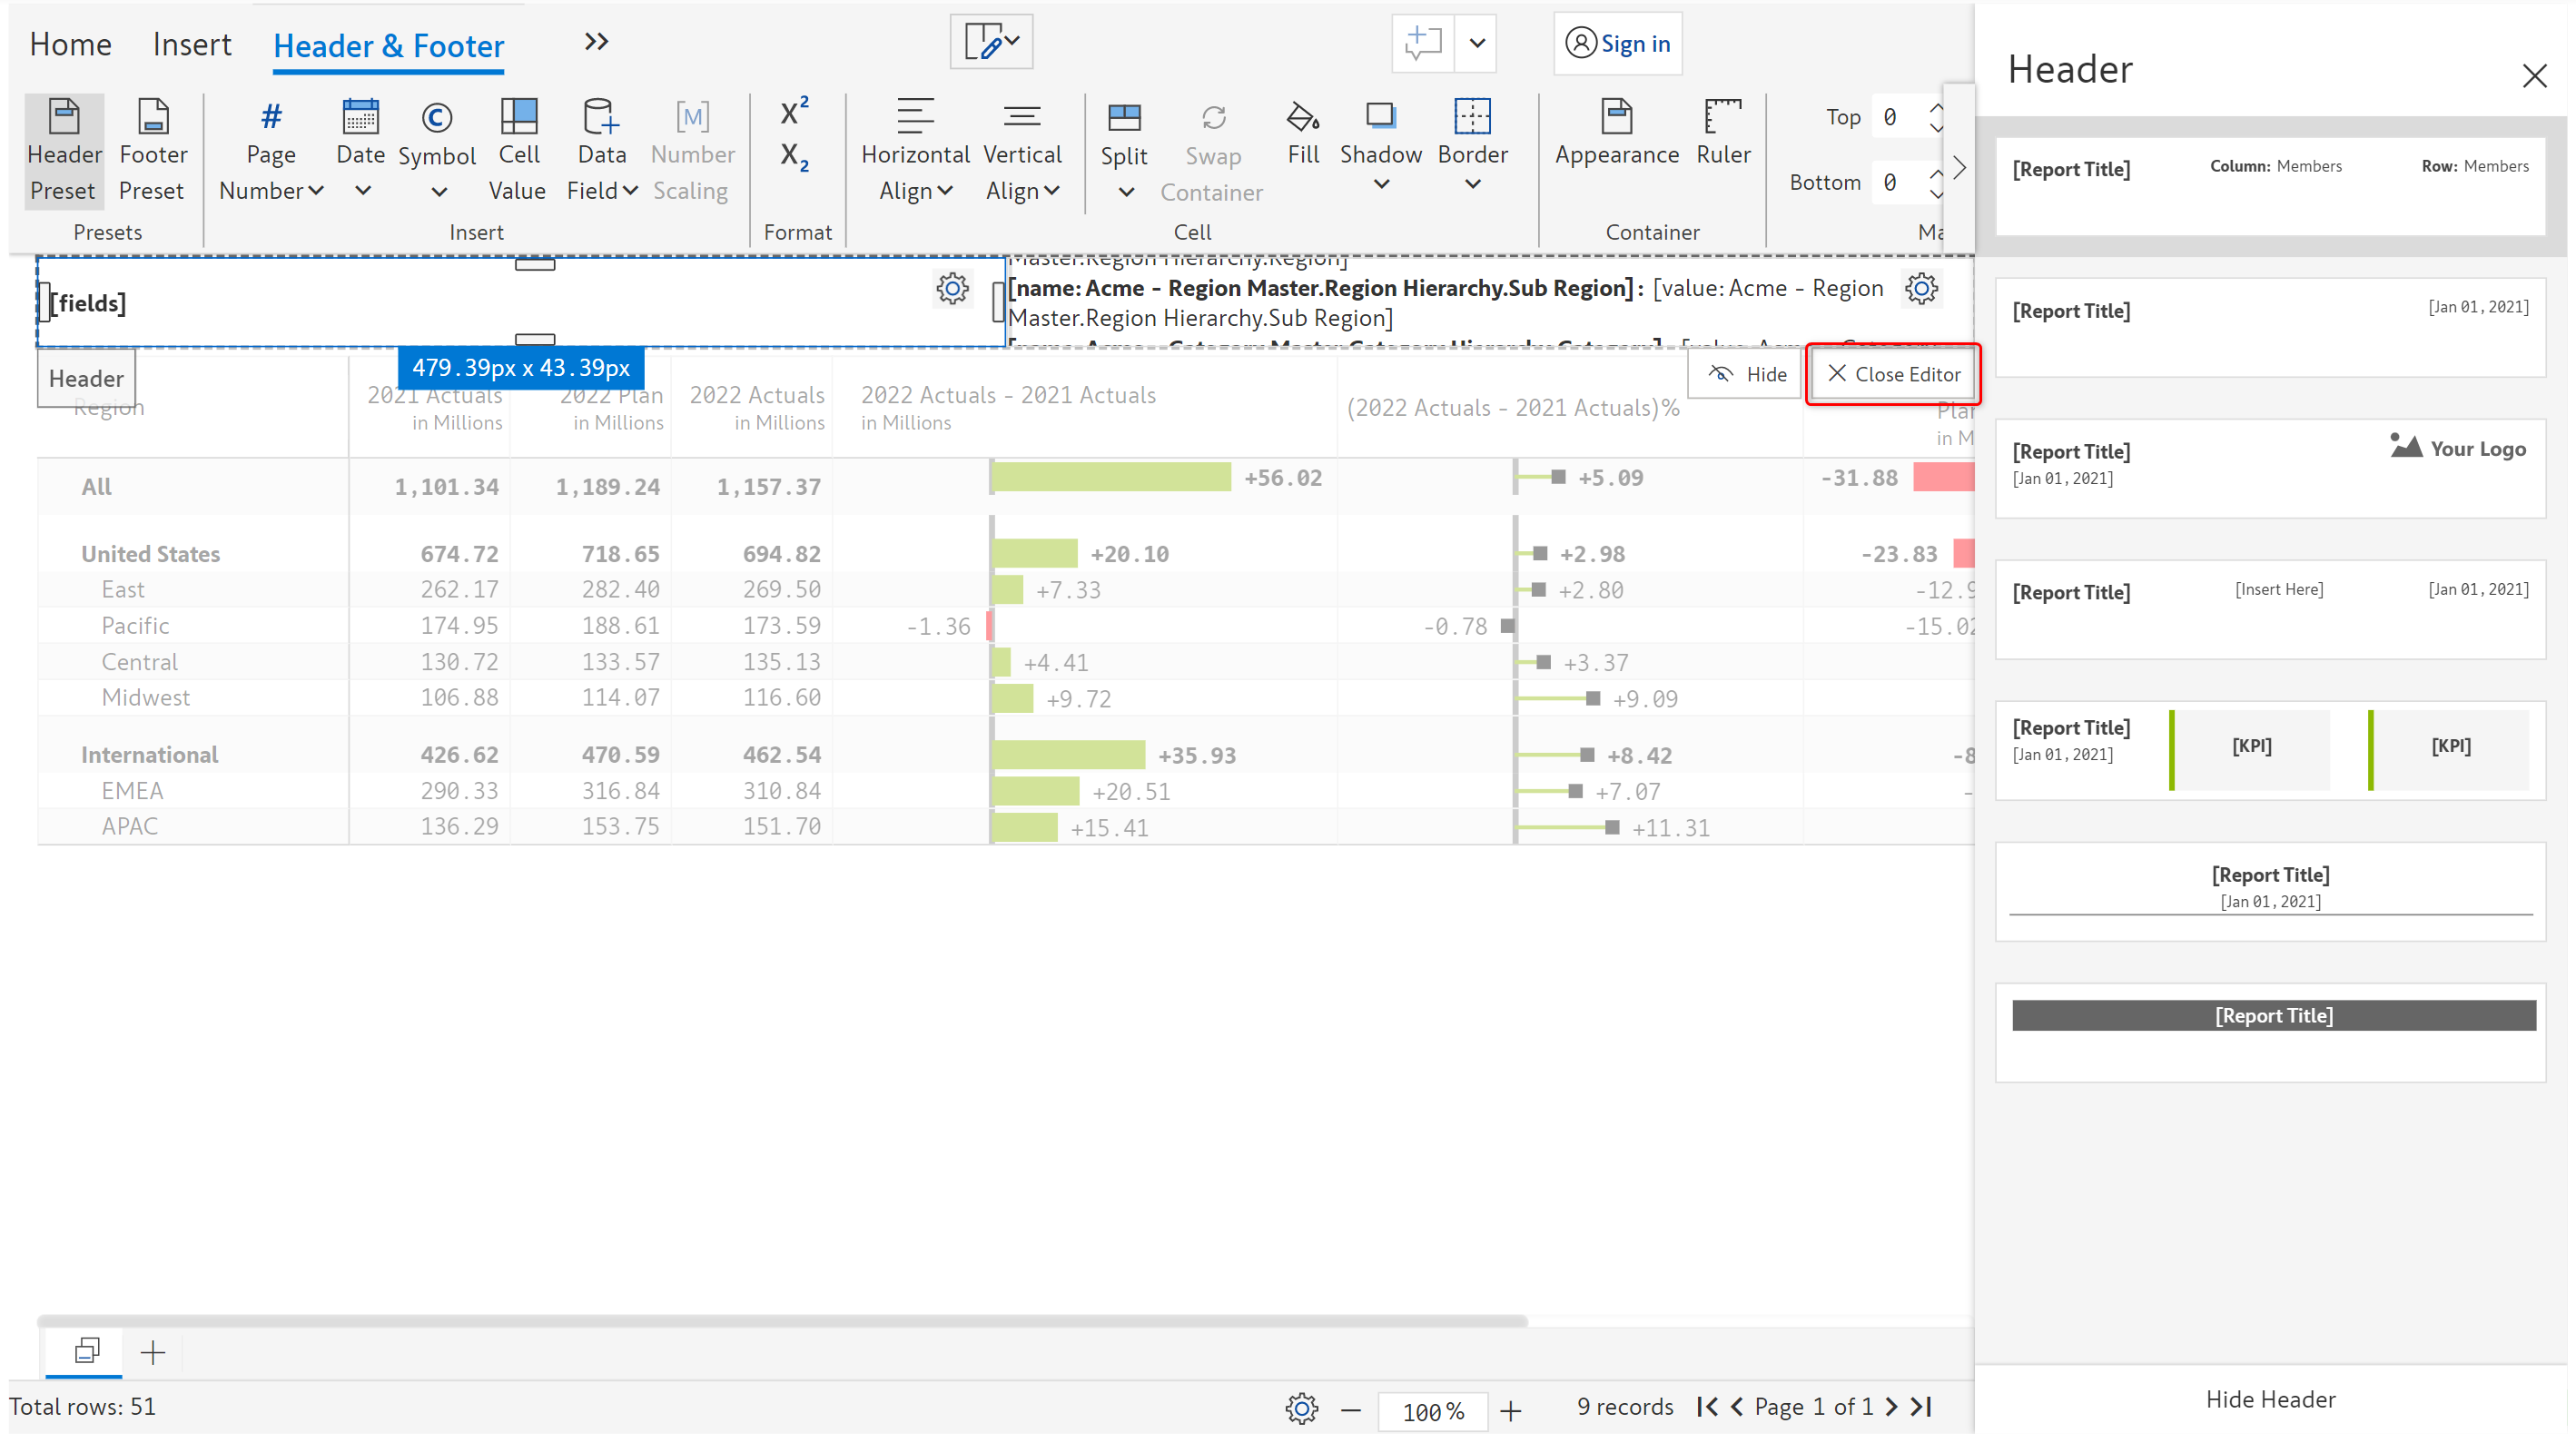 Home Insert Header & Footer Sign in
Header Preset
Footer Preset
Presets
# Page Number
Date
Symbol
Cell Value
Data Field
[M] Number Scaling
Insert
X²
X₂
Format
Horizontal Align
Vertical Align
Split
Swap Container
Fill
Shadow
Border
Cell
Appearance
Ruler
Container
Top 0
Bottom 0
[fields]
Master.Region Hierarchy.Region]
[name: Acme - Region Master.Region Hierarchy.Sub Region]: [value: Acme - Region
Master.Region Hierarchy.Sub Region]
Header
479.39px x 43.39px
Hide
Close Editor
Region
2021 Actuals
in Millions
2022 Plan
in Millions
2022 Actuals
in Millions
2022 Actuals - 2021 Actuals
in Millions
(2022 Actuals - 2021 Actuals)%
All 1,101.34 1,189.24 1,157.37 +56.02 +5.09 -31.88
United States 674.72 718.65 694.82 +20.10 +2.98 -23.83
East 262.17 282.40 269.50 +7.33 +2.80
Pacific 174.95 188.61 173.59 -1.36 -0.78 -15.02
Central 130.72 133.57 135.13 +4.41 +3.37
Midwest 106.88 114.07 116.60 +9.72 +9.09
International 426.62 470.59 462.54 +35.93 +8.42
EMEA 290.33 316.84 310.84 +20.51 +7.07
APAC 136.29 153.75 151.70 +15.41 +11.31
Total rows: 51
100%
9 records
Page 1 of 1
Header
[Report Title] Column: Members Row: Members
[Report Title] [Jan 01, 2021]
[Report Title] Your Logo
[Jan 01, 2021]
[Report Title] [Insert Here] [Jan 01, 2021]
[Report Title] [KPI] [KPI]
[Jan 01, 2021]
[Report Title]
[Jan 01, 2021]
[Report Title]
Hide Header